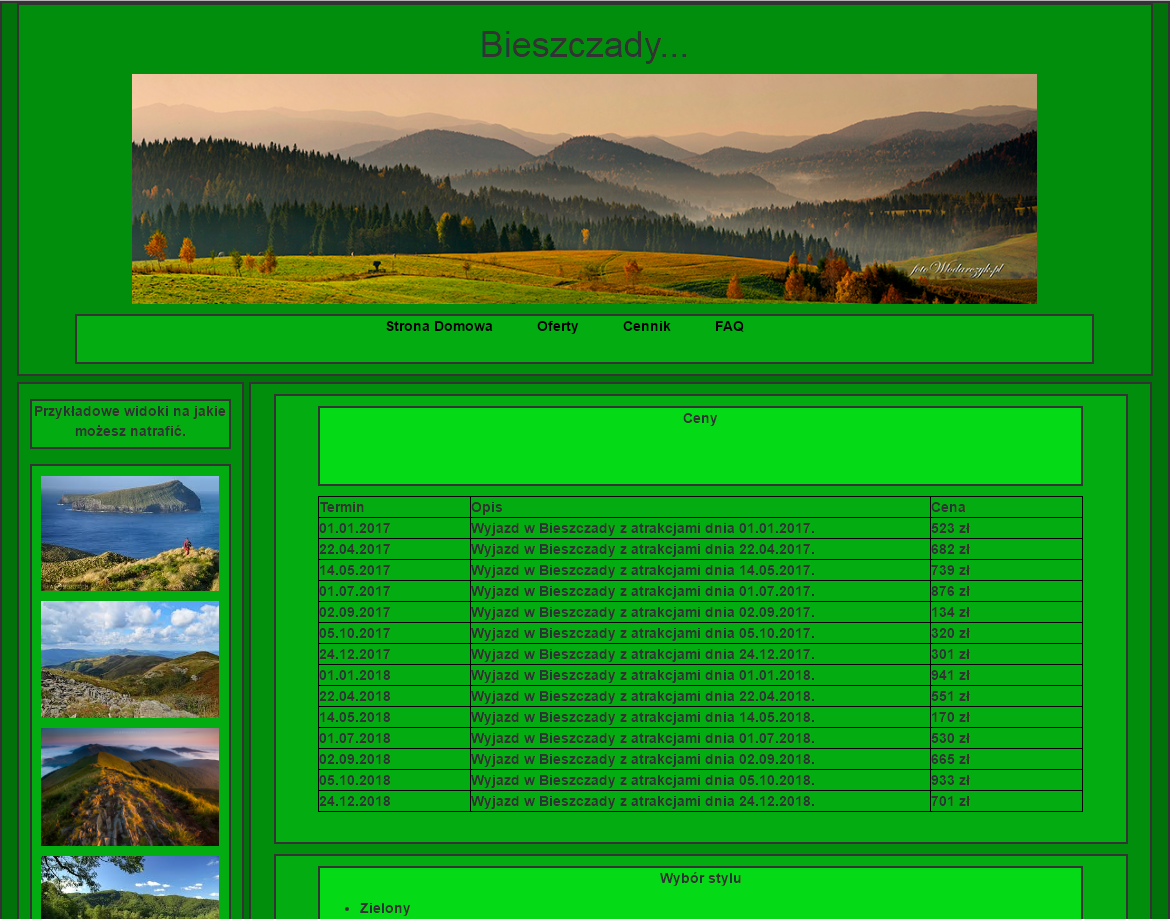 Bieszczady...
foto Włodarczyk.pl
Strona Domowa Oferty Cennik FAQ
Przykładowe widoki na jakie
możesz natrafić.
Ceny
Termin Opis Cena
01.01.2017 Wyjazd w Bieszczady z atrakcjami dnia 01.01.2017. 523 zł
22.04.2017 Wyjazd w Bieszczady z atrakcjami dnia 22.04.2017. 682 zł
14.05.2017 Wyjazd w Bieszczady z atrakcjami dnia 14.05.2017. 739 zł
01.07.2017 Wyjazd w Bieszczady z atrakcjami dnia 01.07.2017. 876 zł
02.09.2017 Wyjazd w Bieszczady z atrakcjami dnia 02.09.2017. 134 zł
05.10.2017 Wyjazd w Bieszczady z atrakcjami dnia 05.10.2017. 320 zł
24.12.2017 Wyjazd w Bieszczady z atrakcjami dnia 24.12.2017. 301 zł
01.01.2018 Wyjazd w Bieszczady z atrakcjami dnia 01.01.2018. 941 zł
22.04.2018 Wyjazd w Bieszczady z atrakcjami dnia 22.04.2018. 551 zł
14.05.2018 Wyjazd w Bieszczady z atrakcjami dnia 14.05.2018. 170 zł
01.07.2018 Wyjazd w Bieszczady z atrakcjami dnia 01.07.2018. 530 zł
02.09.2018 Wyjazd w Bieszczady z atrakcjami dnia 02.09.2018. 665 zł
05.10.2018 Wyjazd w Bieszczady z atrakcjami dnia 05.10.2018. 933 zł
24.12.2018 Wyjazd w Bieszczady z atrakcjami dnia 24.12.2018. 701 zł
Wybór stylu
• Zielony